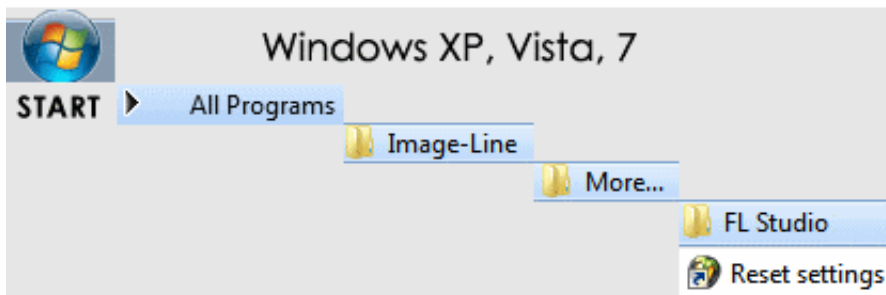 Windows XP, Vista, 7
START All Programs
Image-Line
More...
FL Studio
Reset settings